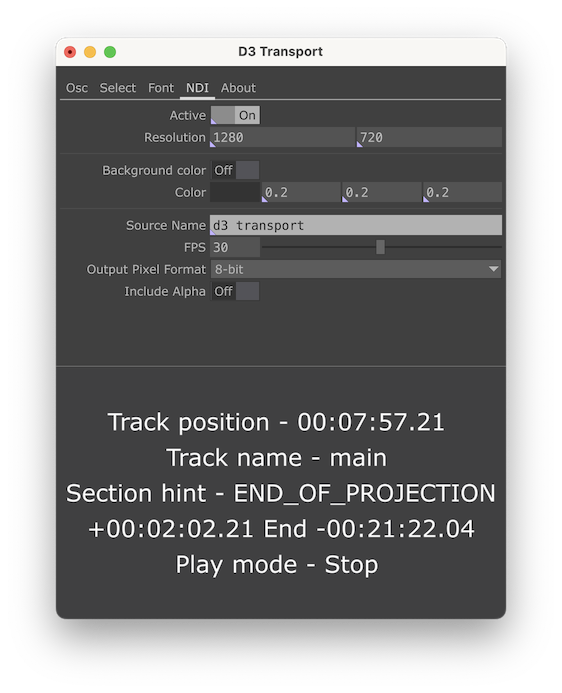 D3 Transport
Osc Select Font NDI About
Active On
Resolution 1280 720
Background color Off
Color 0.2 0.2 0.2
Source Name d3 transport
FPS 30
Output Pixel Format 8-bit
Include Alpha Off
Track position - 00:07:57.21
Track name - main
Section hint - END_OF_PROJECTION
+00:02:02.21 End -00:21:22.04
Play mode - Stop